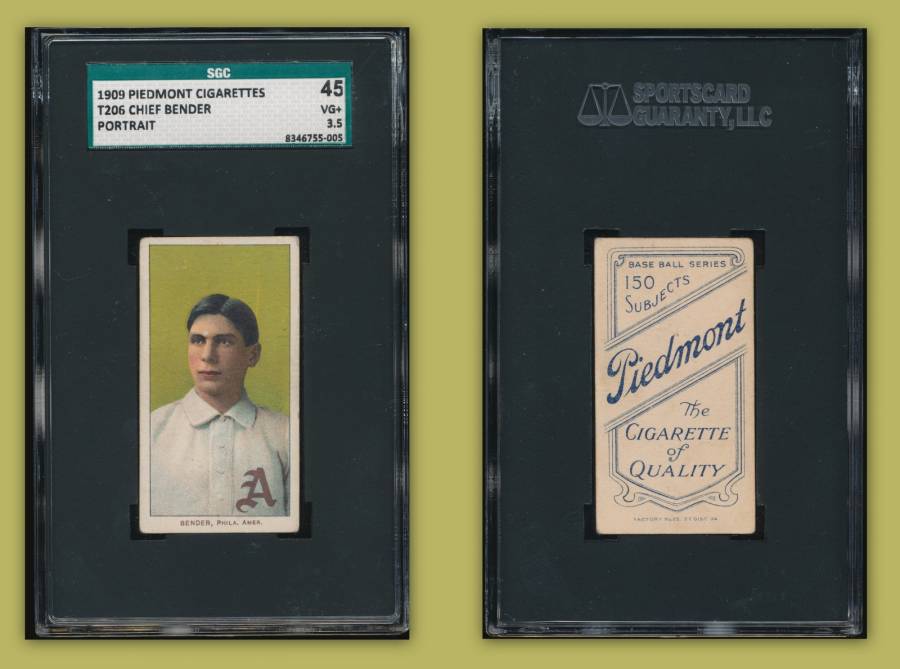 SGC
1909 PIEDMONT CIGARETTES
T206 CHIEF BENDER
PORTRAIT
45
VG+
3.5
8346755-005
A
BENDER, PHILA. AMER.
SPORTSCARD
GUARANTY, LLC
BASE BALL SERIES
150
SUBJECTS
Piedmont
The
CIGARETTE
of
QUALITY
FACTORY